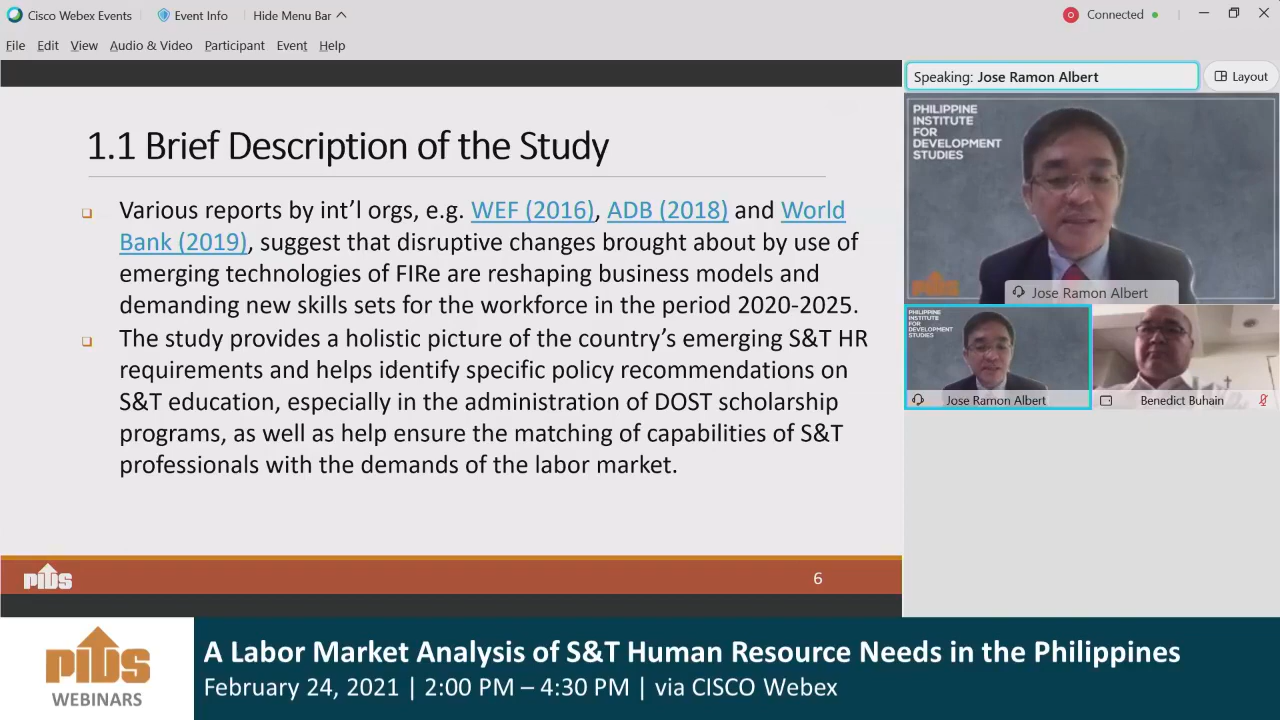 Cisco Webex Events
Event Info
Hide Menu Bar
Connected
File Edit View Audio & Video Participant Event Help
Speaking: Jose Ramon Albert
Layout
1.1 Brief Description of the Study
Various reports by int’l orgs, e.g. WEF (2016), ADB (2018) and World
Bank (2019), suggest that disruptive changes brought about by use of
emerging technologies of FIRe are reshaping business models and
demanding new skills sets for the workforce in the period 2020-2025.
The study provides a holistic picture of the country’s emerging S&T HR
requirements and helps identify specific policy recommendations on
S&T education, especially in the administration of DOST scholarship
programs, as well as help ensure the matching of capabilities of S&T
professionals with the demands of the labor market.
PIDS
6
PHILIPPINE
INSTITUTE
FOR
DEVELOPMENT
STUDIES
PIDS
Jose Ramon Albert
PHILIPPINE
INSTITUTE
FOR
DEVELOPMENT
STUDIES
Jose Ramon Albert
Benedict Buhain
PIDS
WEBINARS
A Labor Market Analysis of S&T Human Resource Needs in the Philippines
February 24, 2021 | 2:00 PM – 4:30 PM | via CISCO Webex